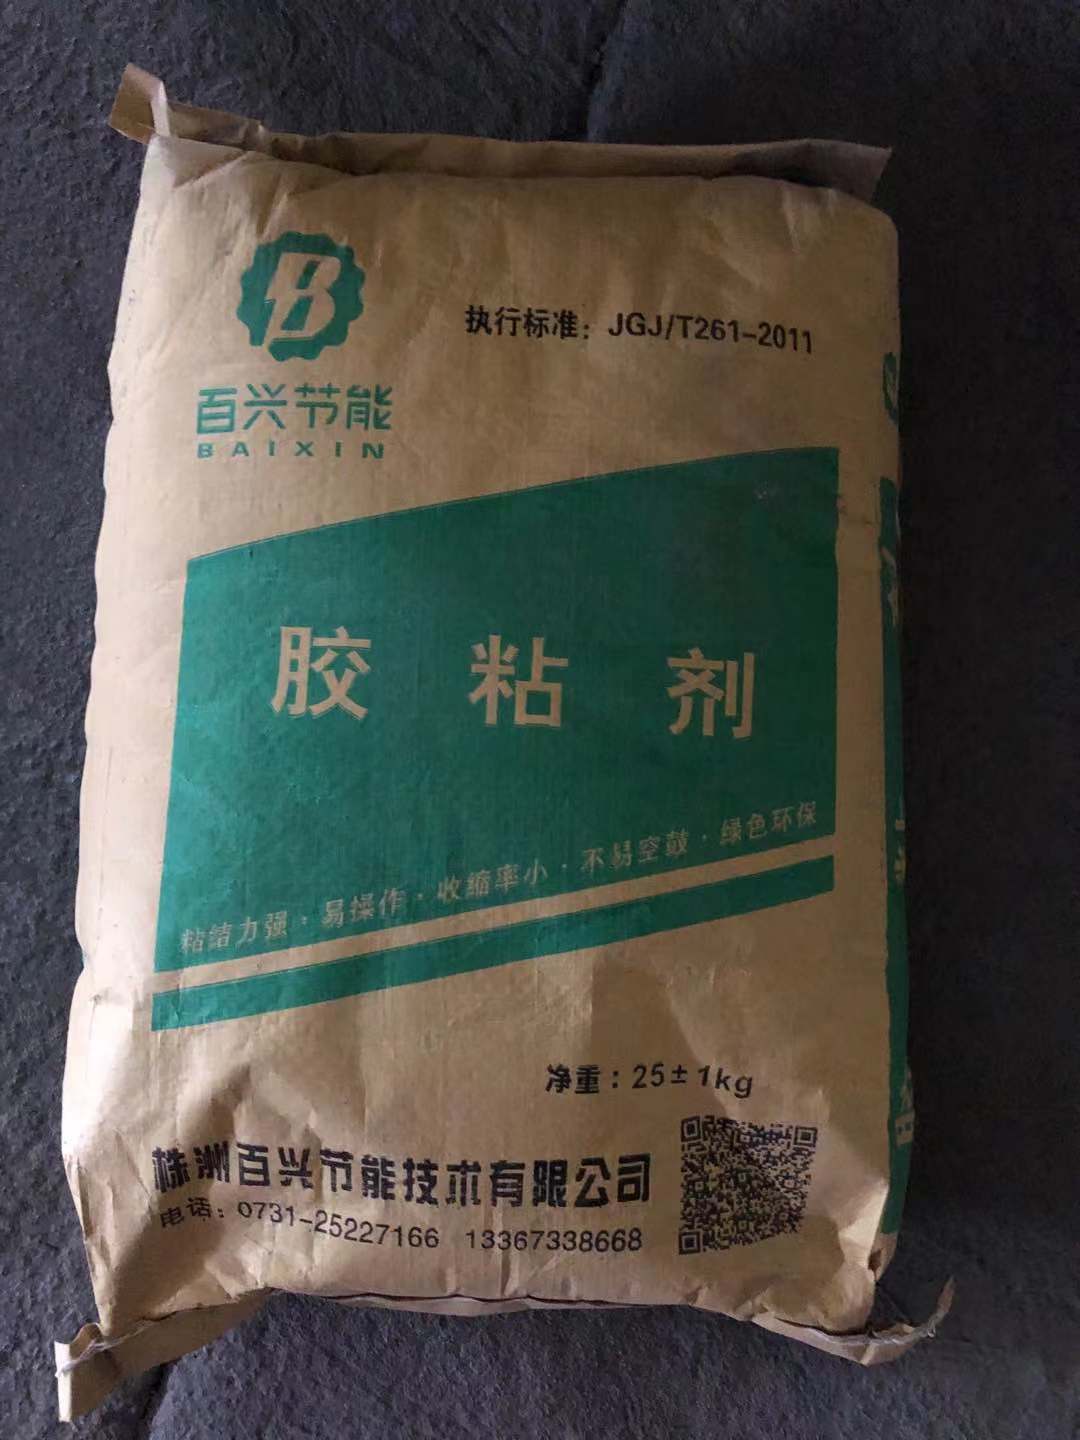 B
执行标准：JGJ/T261-2011
百兴节能
BAIXIN
胶粘剂
粘结力强·易操作·收缩率小·不易空鼓·绿色环保
净重：25±1kg
株洲百兴节能技术有限公司
电话：0731-25227166 13367338668